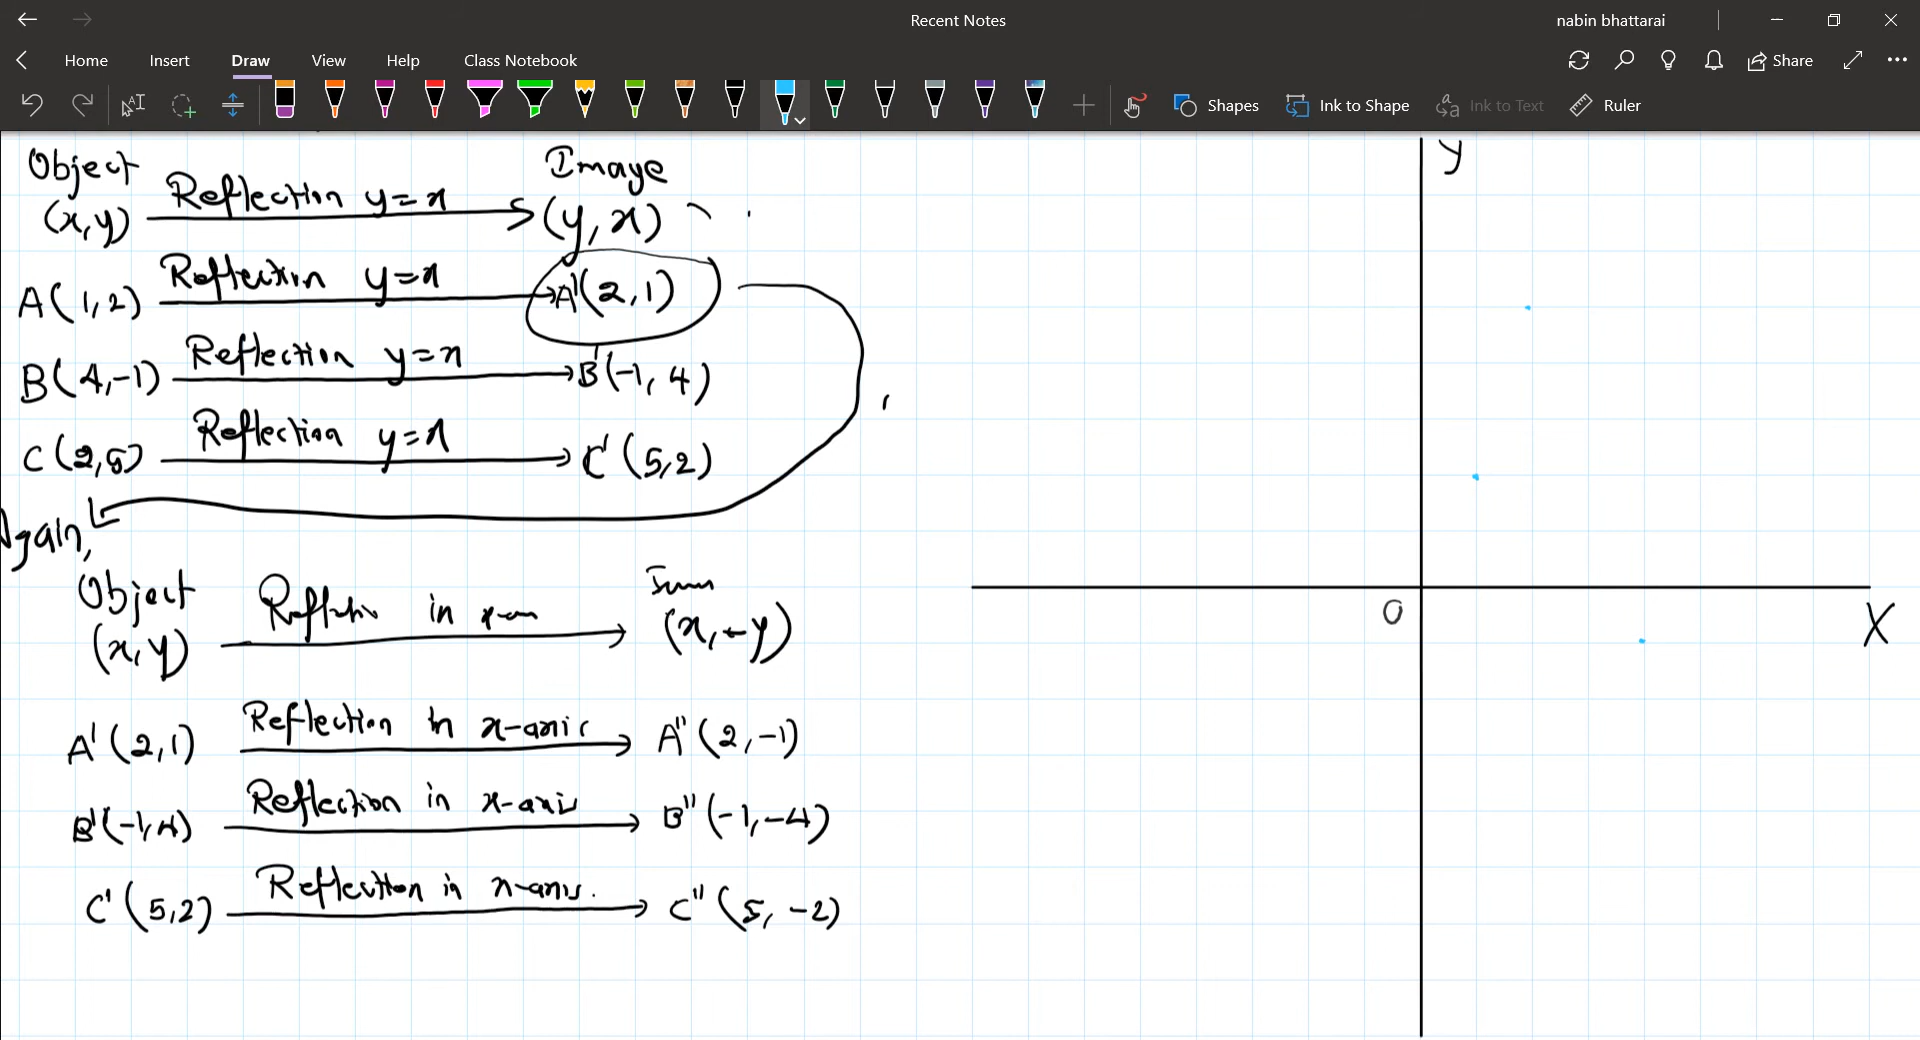 Recent Notes
nabin bhattarai
Home Insert Draw View Help Class Notebook
Share
Shapes Ink to Shape Ink to Text Ruler
Object Image
(x,y) Reflection y=x (y,x)
A(1,2) Reflection y=x A'(2,1)
B(4,-1) Reflection y=x B'(-1,4)
C(2,5) Reflection y=x C'(5,2)
Again,
Object
(x,y) in (x,-y)
A'(2,1) Reflection in x-axis A"(2,-1)
B'(-1,4) Reflection in x-axis B"(-1,-4)
C'(5,2) Reflection in x-axis. C"(5,-2)
y
O
X